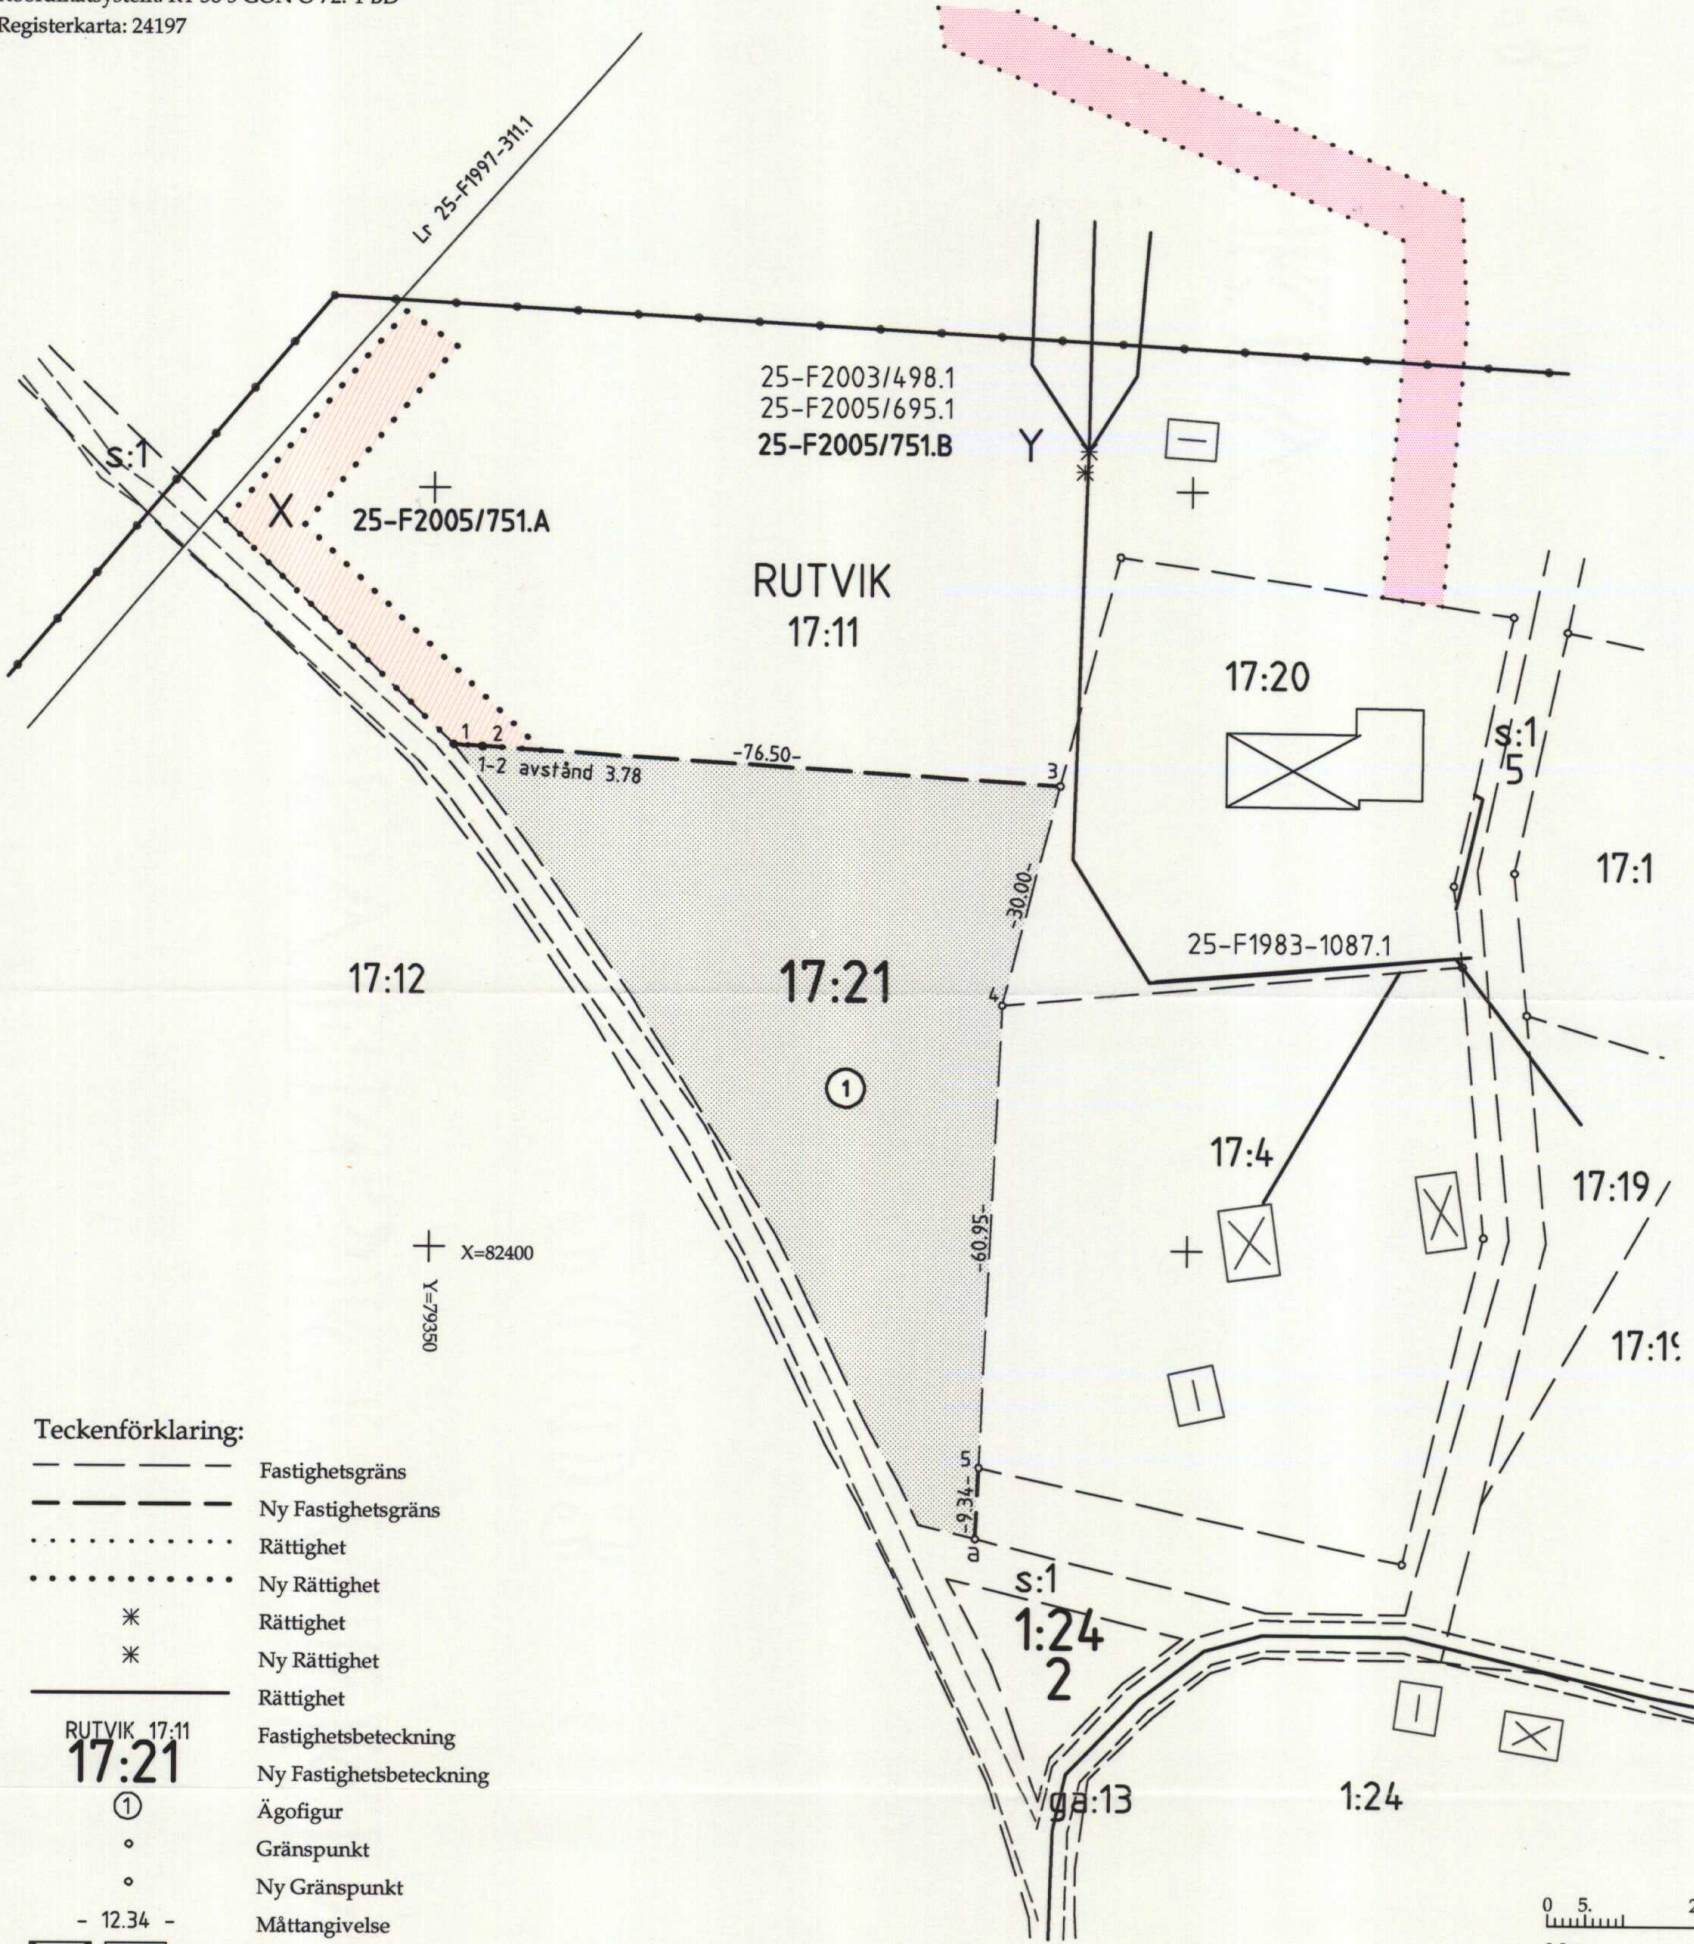 Registerkarta: 24197
Lr 25-F1997-311.1
25-F2003/498.1
25-F2005/695.1
25-F2005/751.B
Y
s:1
X
25-F2005/751.A
RUTVIK
17:11
17:20
s:1
5
1 2
-76.50-
1-2 avstånd 3.78
3
17:1
-30.00-
25-F1983-1087.1
17:12
17:21
4
1
17:4
17:19
-60.95-
X=82400
Y=79350
17:19
5
-9.34-
a
s:1
1:24
2
ga:13
1:24
Teckenförklaring:
Fastighetsgräns
Ny Fastighetsgräns
Rättighet
Ny Rättighet
Rättighet
Ny Rättighet
Rättighet
RUTVIK 17:11 Fastighetsbeteckning
17:21 Ny Fastighetsbeteckning
1 Ägofigur
Gränspunkt
Ny Gränspunkt
- 12.34 - Måttangivelse
0 5.